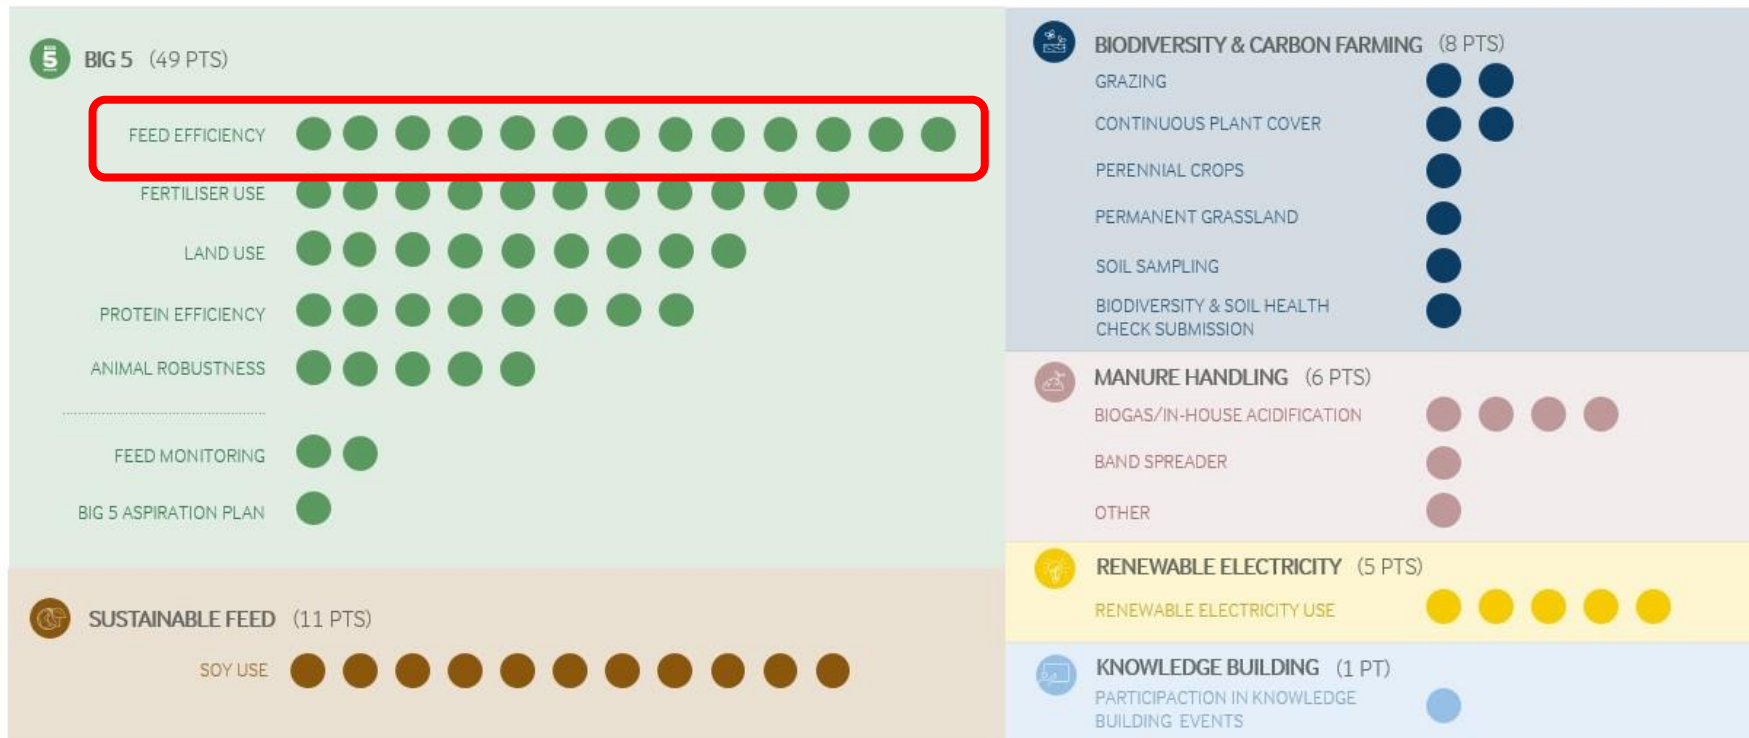 5
BIG 5 (49 PTS)
FEED EFFICIENCY
FERTILISER USE
LAND USE
PROTEIN EFFICIENCY
ANIMAL ROBUSTNESS
FEED MONITORING
BIG 5 ASPIRATION PLAN
SUSTAINABLE FEED (11 PTS)
SOY USE
BIODIVERSITY & CARBON FARMING (8 PTS)
GRAZING
CONTINUOUS PLANT COVER
PERENNIAL CROPS
PERMANENT GRASSLAND
SOIL SAMPLING
BIODIVERSITY & SOIL HEALTH
CHECK SUBMISSION
MANURE HANDLING (6 PTS)
BIOGAS/IN-HOUSE ACIDIFICATION
BAND SPREADER
OTHER
RENEWABLE ELECTRICITY (5 PTS)
RENEWABLE ELECTRICITY USE
KNOWLEDGE BUILDING (1 PT)
PARTICIPACTION IN KNOWLEDGE
BUILDING EVENTS